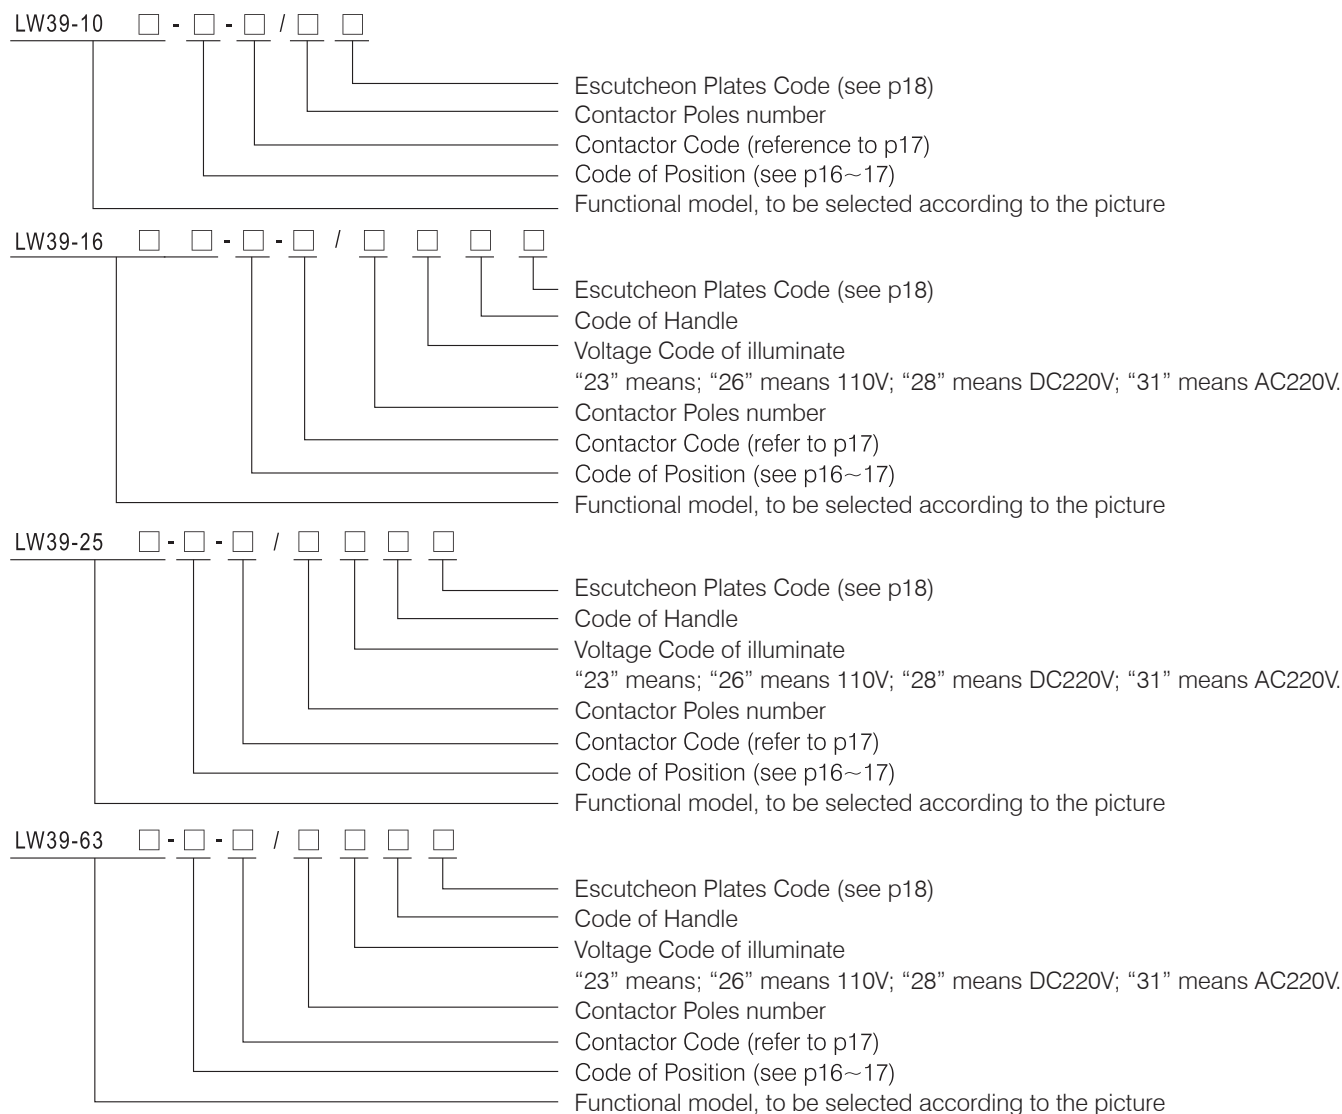 LW39-10 □ - □ - □ / □ □
Escutcheon Plates Code (see p18)
Contactor Poles number
Contactor Code (reference to p17)
Code of Position (see p16~17)
Functional model, to be selected according to the picture
LW39-16 □ □ - □ - □ / □ □ □ □
Escutcheon Plates Code (see p18)
Code of Handle
Voltage Code of illuminate
“23” means; “26” means 110V; “28” means DC220V; “31” means AC220V.
Contactor Poles number
Contactor Code (refer to p17)
Code of Position (see p16~17)
Functional model, to be selected according to the picture
LW39-25 □ - □ - □ / □ □ □ □
Escutcheon Plates Code (see p18)
Code of Handle
Voltage Code of illuminate
“23” means; “26” means 110V; “28” means DC220V; “31” means AC220V.
Contactor Poles number
Contactor Code (refer to p17)
Code of Position (see p16~17)
Functional model, to be selected according to the picture
LW39-63 □ - □ - □ / □ □ □ □
Escutcheon Plates Code (see p18)
Code of Handle
Voltage Code of illuminate
“23” means; “26” means 110V; “28” means DC220V; “31” means AC220V.
Contactor Poles number
Contactor Code (refer to p17)
Code of Position (see p16~17)
Functional model, to be selected according to the picture